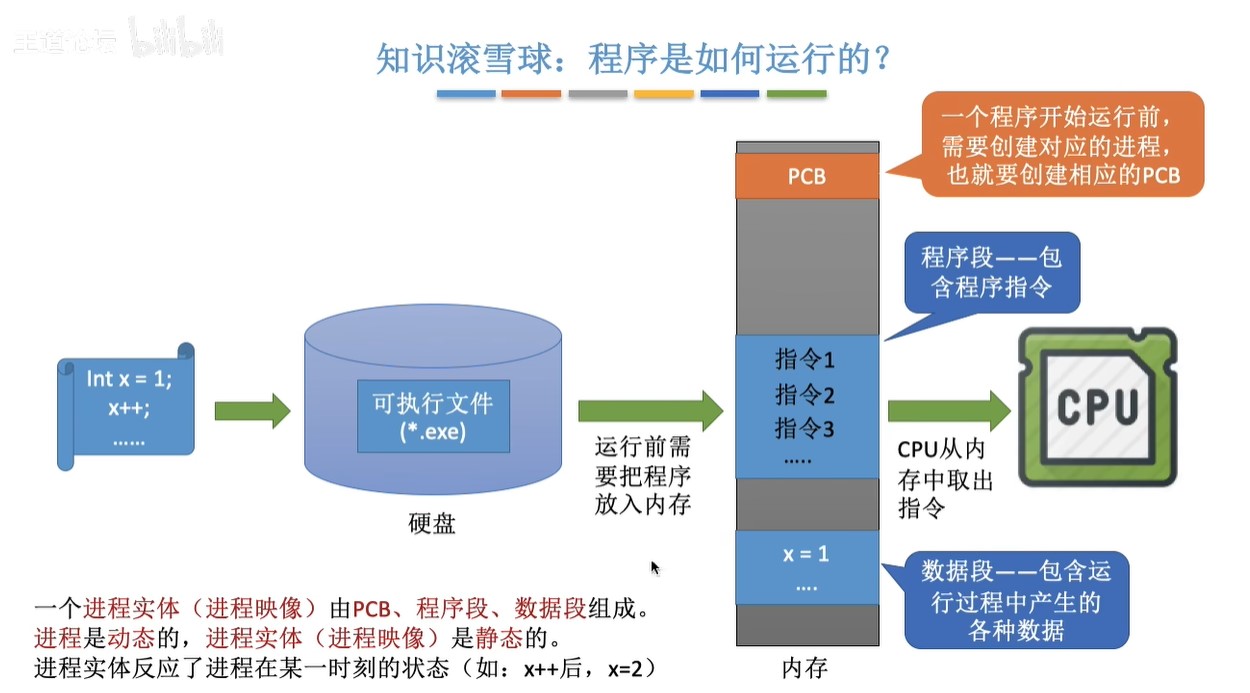 王道论坛 bilibili
知识滚雪球：程序是如何运行的？
一个程序开始运行前，
需要创建对应的进程，
也就要创建相应的PCB
PCB
程序段——包
含程序指令
Int x = 1;
x++;
……
可执行文件
(*.exe)
硬盘
运行前需
要把程序
放入内存
指令1
指令2
指令3
…..
CPU从内
存中取出
指令
CPU
x = 1
….
数据段——包含运
行过程中产生的
各种数据
内存
一个进程实体（进程映像）由PCB、程序段、数据段组成。
进程是动态的，进程实体（进程映像）是静态的。
进程实体反应了进程在某一时刻的状态（如：x++后，x=2）